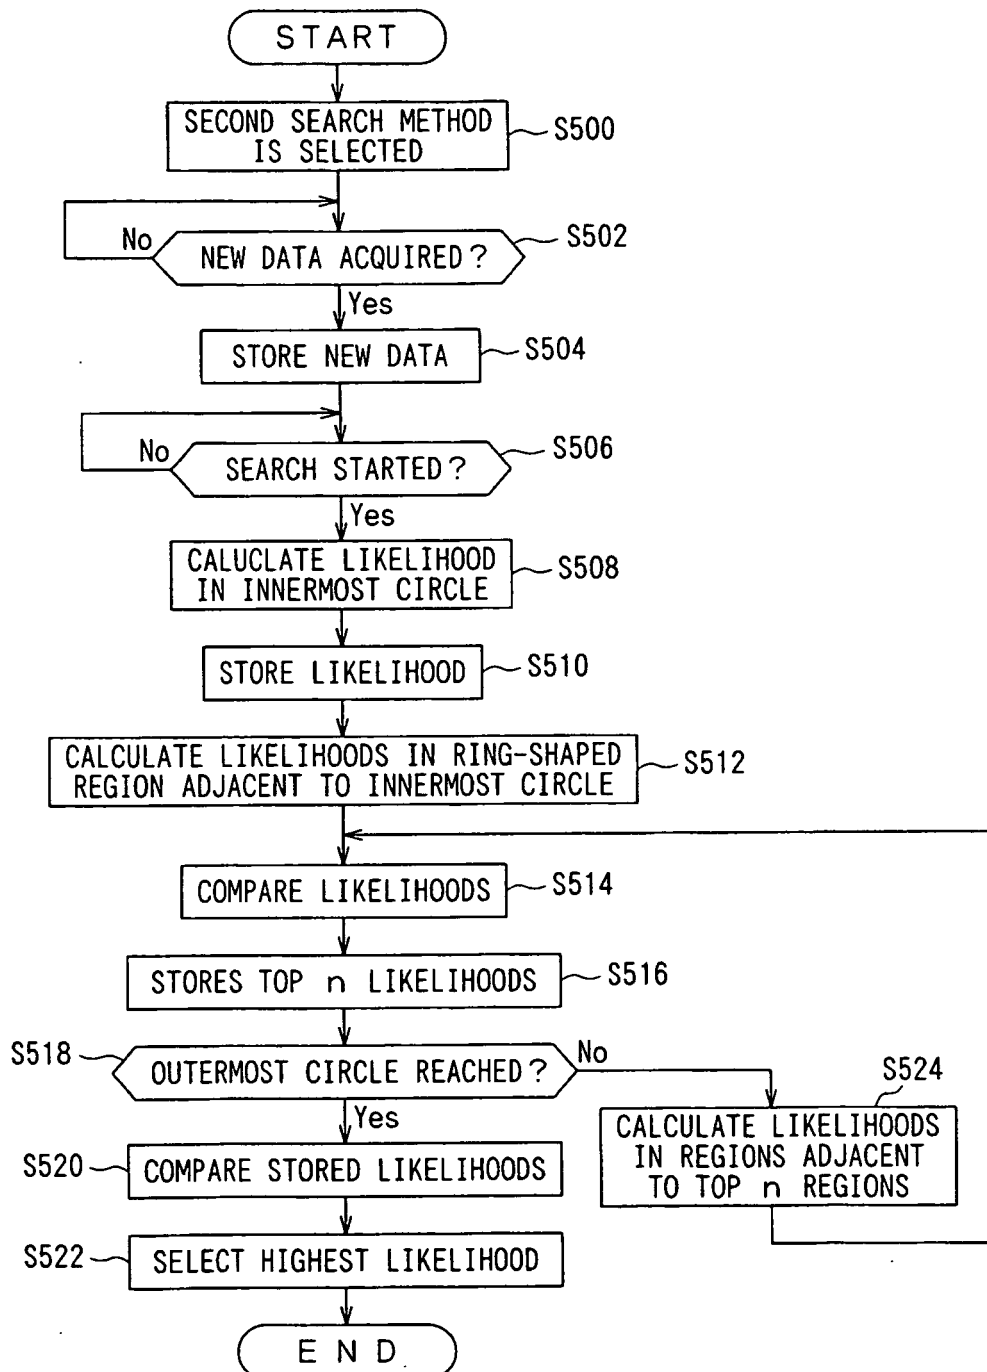 START
SECOND SEARCH METHOD
IS SELECTED
S500
No
NEW DATA ACQUIRED?
S502
Yes
STORE NEW DATA
S504
No
SEARCH STARTED?
S506
Yes
CALUCLATE LIKELIHOOD
IN INNERMOST CIRCLE
S508
STORE LIKELIHOOD
S510
CALCULATE LIKELIHOODS IN RING-SHAPED
REGION ADJACENT TO INNERMOST CIRCLE
S512
COMPARE LIKELIHOODS
S514
STORES TOP n LIKELIHOODS
S516
S518
OUTERMOST CIRCLE REACHED?
No
Yes
S524
CALCULATE LIKELIHOODS
IN REGIONS ADJACENT
TO TOP n REGIONS
S520
COMPARE STORED LIKELIHOODS
S522
SELECT HIGHEST LIKELIHOOD
END